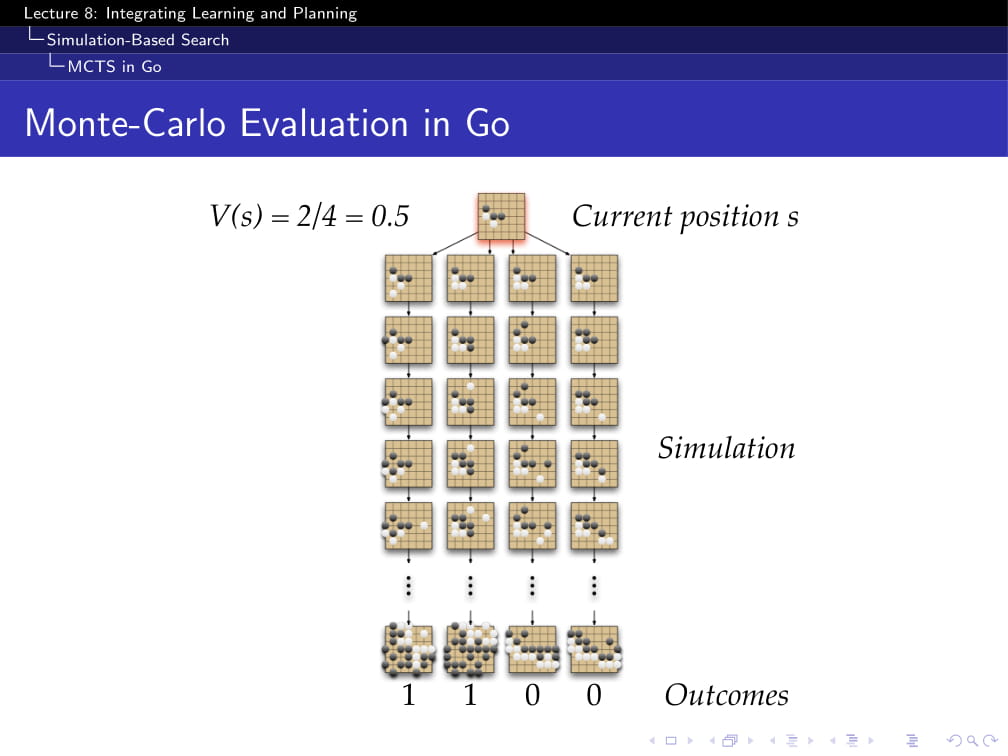 Lecture 8: Integrating Learning and Planning
Simulation-Based Search
MCTS in Go
Monte-Carlo Evaluation in Go
V(s) = 2/4 = 0.5
Current position s
Simulation
1 1 0 0
Outcomes